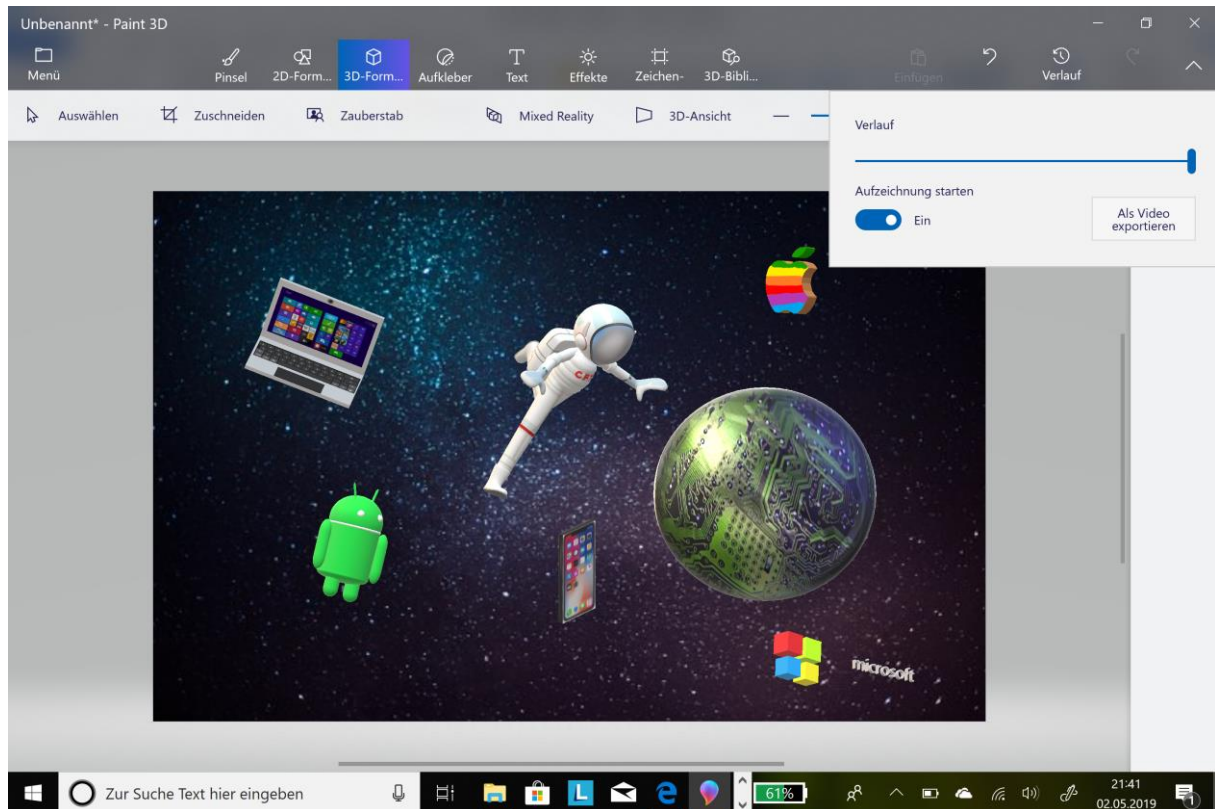 Unbenannt* - Paint 3D
Menü
Pinsel
2D-Form...
3D-Form...
Aufkleber
Text
Effekte
Zeichen-
3D-Bibli...
Einfügen
Verlauf
Auswählen
Zuschneiden
Zauberstab
Mixed Reality
3D-Ansicht
Verlauf
Aufzeichnung starten
Ein
Als Video
exportieren
microsoft
Zur Suche Text hier eingeben
61%
21:41
02.05.2019